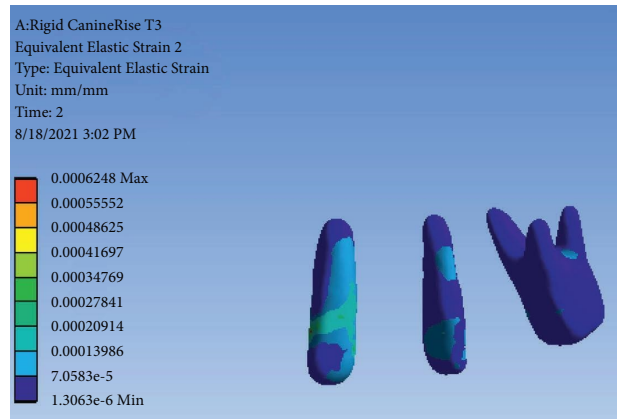 A:Rigid CanineRise T3
Equivalent Elastic Strain 2
Type: Equivalent Elastic Strain
Unit: mm/mm
Time: 2
8/18/2021 3:02 PM
0.0006248 Max
0.00055552
0.00048625
0.00041697
0.00034769
0.00027841
0.00020914
0.00013986
7.0583e-5
1.3063e-6 Min